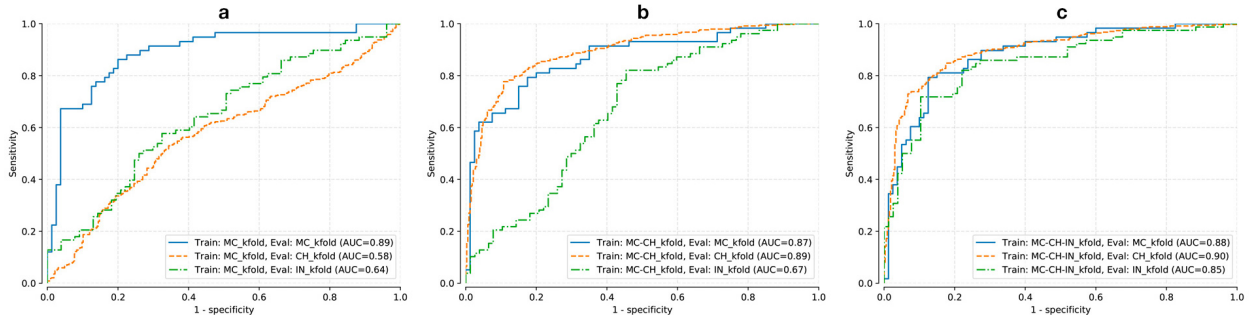 a
1.0
0.8
0.6
0.4
0.2
0.0
Sensitivity
0.0 0.2 0.4 0.6 0.8 1.0
1 - specificity
Train: MC_kfold, Eval: MC_kfold (AUC=0.89)
Train: MC_kfold, Eval: CH_kfold (AUC=0.58)
Train: MC_kfold, Eval: IN_kfold (AUC=0.64)
b
1.0
0.8
0.6
0.4
0.2
0.0
Sensitivity
0.0 0.2 0.4 0.6 0.8 1.0
1 - specificity
Train: MC-CH_kfold, Eval: MC_kfold (AUC=0.87)
Train: MC-CH_kfold, Eval: CH_kfold (AUC=0.89)
Train: MC-CH_kfold, Eval: IN_kfold (AUC=0.67)
c
1.0
0.8
0.6
0.4
0.2
0.0
Sensitivity
0.0 0.2 0.4 0.6 0.8 1.0
1 - specificity
Train: MC-CH-IN_kfold, Eval: MC_kfold (AUC=0.88)
Train: MC-CH-IN_kfold, Eval: CH_kfold (AUC=0.90)
Train: MC-CH-IN_kfold, Eval: IN_kfold (AUC=0.85)